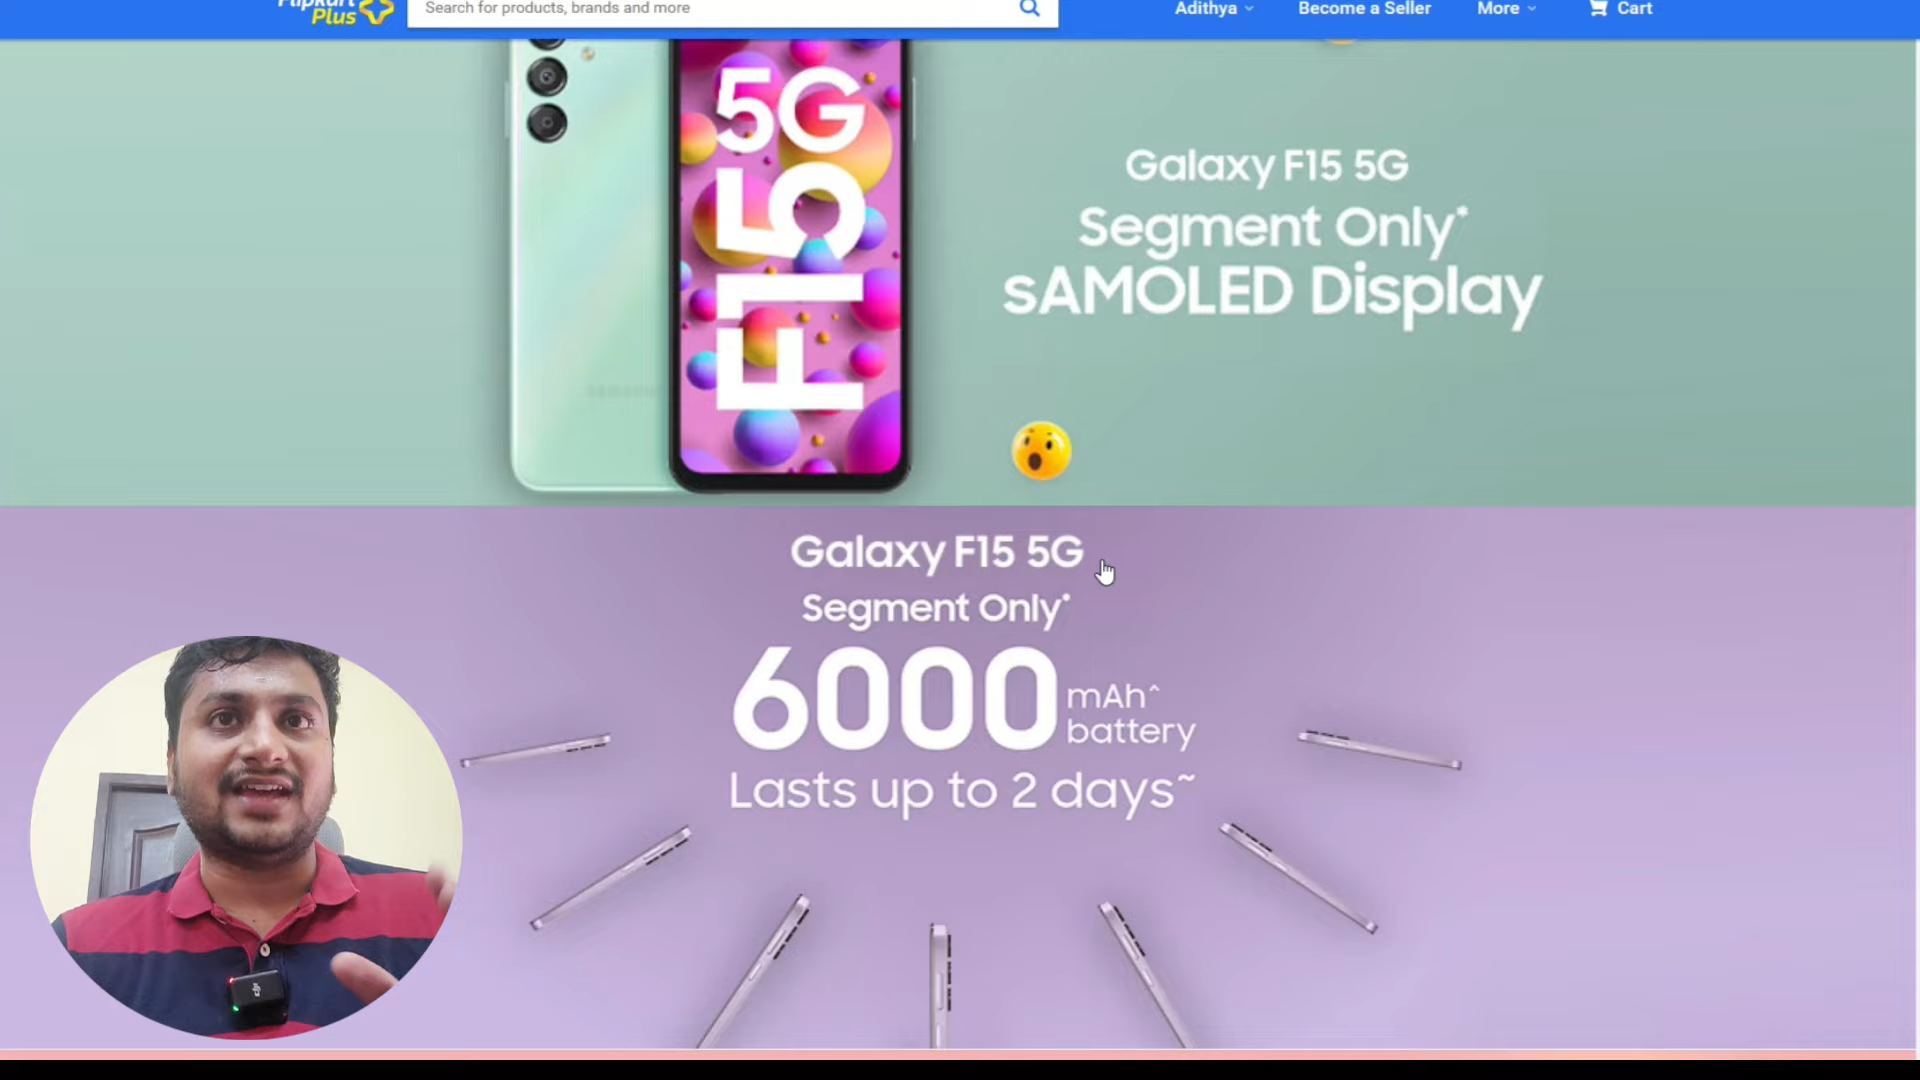 Flipkart
Plus
Search for products, brands and more
Adithya
Become a Seller
More
Cart
F15 5G
Galaxy F15 5G
Segment Only*
sAMOLED Display
Galaxy F15 5G
Segment Only*
6000 mAh^
battery
Lasts up to 2 days~